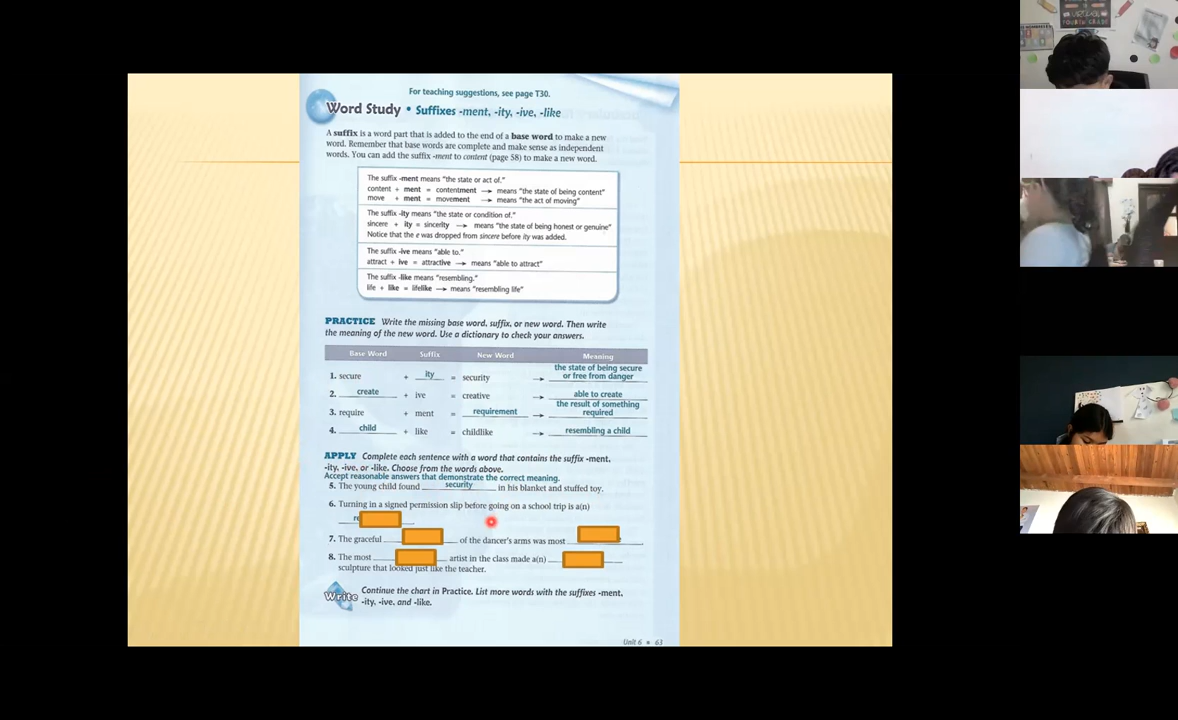 For teaching suggestions, see page T30.
Word Study • Suffixes -ment, -ity, -ive, -like
A suffix is a word part that is added to the end of a base word to make a new
word. Remember that base words are complete and make sense as independent
words. You can add the suffix -ment to content (page 58) to make a new word.
The suffix -ment means "the state or act of."
content + ment = contentment → means "the state of being content"
move + ment = movement → means "the act of moving"
The suffix -ity means "the state or condition of."
sincere + ity = sincerity → means "the state of being honest or genuine"
Notice that the e was dropped from sincere before ity was added.
The suffix -ive means "able to."
attract + ive = attractive → means "able to attract"
The suffix -like means "resembling."
life + like = lifelike → means "resembling life"
PRACTICE Write the missing base word, suffix, or new word. Then write
the meaning of the new word. Use a dictionary to check your answers.
Base Word Suffix New Word Meaning
1. secure + ity = security → the state of being secure
or free from danger
2. create + ive = creative → able to create
3. require + ment = requirement → the result of something
required
4. child + like = childlike → resembling a child
APPLY Complete each sentence with a word that contains the suffix -ment,
-ity, -ive, or -like. Choose from the words above.
Accept reasonable answers that demonstrate the correct meaning.
5. The young child found security in his blanket and stuffed toy.
6. Turning in a signed permission slip before going on a school trip is a(n)
re
7. The graceful of the dancer's arms was most
8. The most artist in the class made a(n)
sculpture that looked just like the teacher.
Write Continue the chart in Practice. List more words with the suffixes -ment,
-ity, -ive, and -like.
Unit 6 • 63
FOURTH GRADE